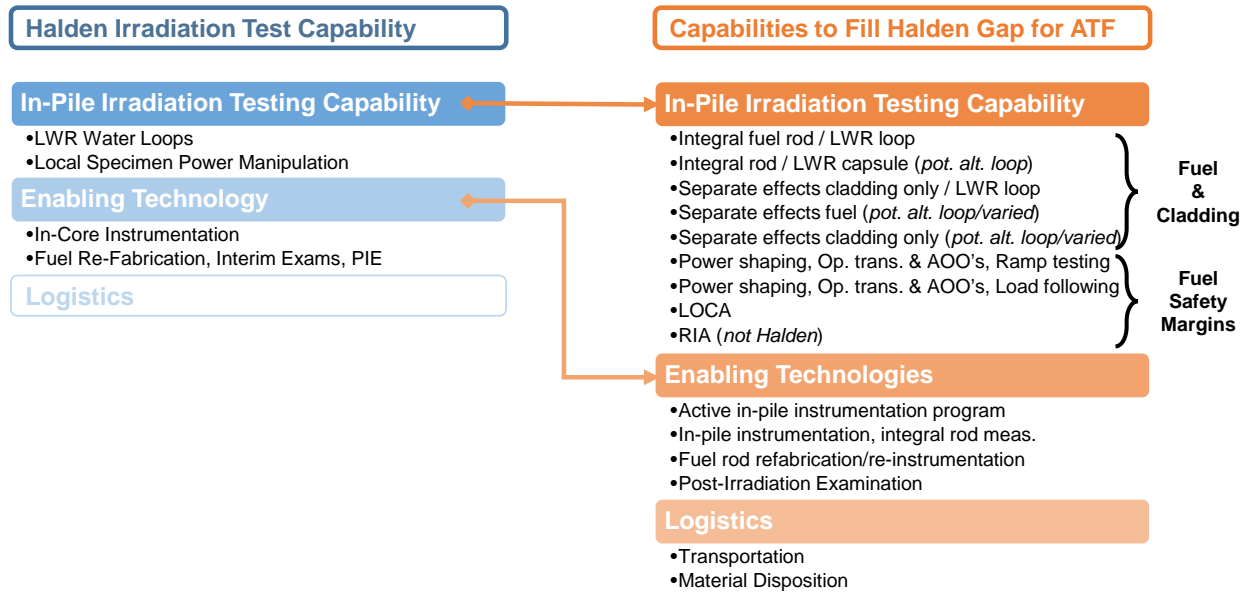 Halden Irradiation Test Capability
In-Pile Irradiation Testing Capability
•LWR Water Loops
•Local Specimen Power Manipulation
Enabling Technology
•In-Core Instrumentation
•Fuel Re-Fabrication, Interim Exams, PIE
Logistics
Capabilities to Fill Halden Gap for ATF
In-Pile Irradiation Testing Capability
•Integral fuel rod / LWR loop
•Integral rod / LWR capsule (pot. alt. loop)
•Separate effects cladding only / LWR loop
•Separate effects fuel (pot. alt. loop/varied)
•Separate effects cladding only (pot. alt. loop/varied)
•Power shaping, Op. trans. & AOO's, Ramp testing
•Power shaping, Op. trans. & AOO's, Load following
•LOCA
•RIA (not Halden)
Fuel
&
Cladding
Fuel
Safety
Margins
Enabling Technologies
•Active in-pile instrumentation program
•In-pile instrumentation, integral rod meas.
•Fuel rod refabrication/re-instrumentation
•Post-Irradiation Examination
Logistics
•Transportation
•Material Disposition